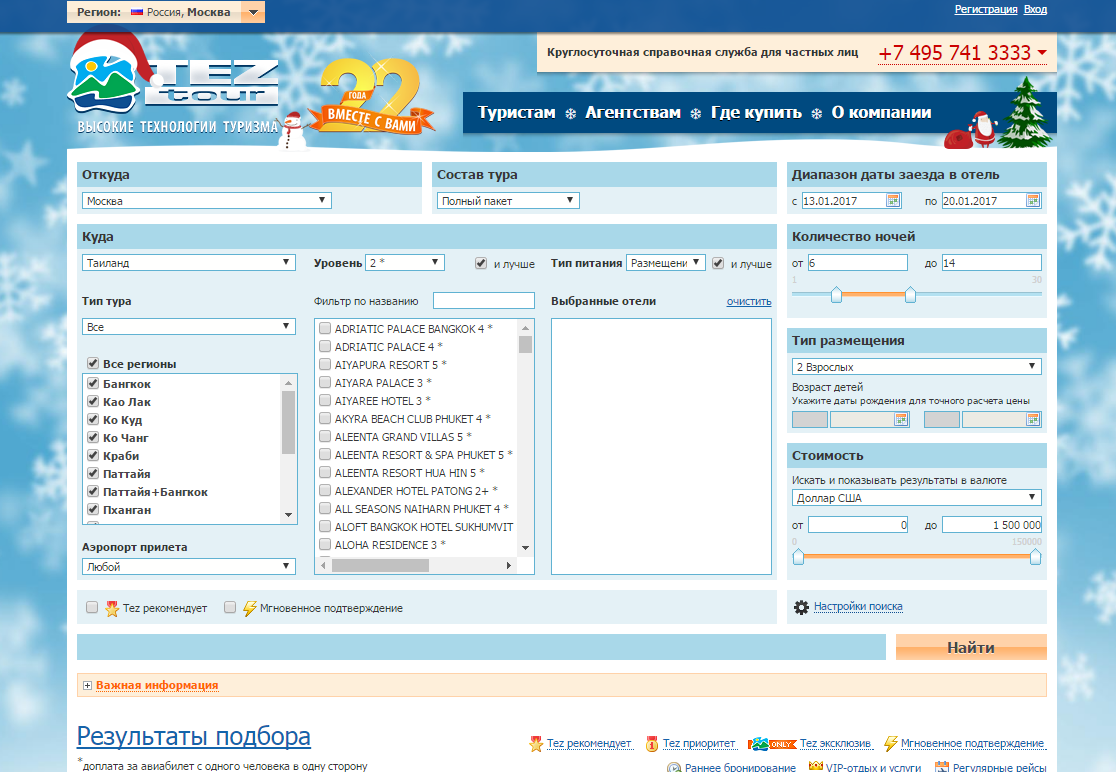 Регион: Россия, Москва
Регистрация Вход
Круглосуточная справочная служба для частных лиц +7 495 741 3333
TEZ
tour
ВЫСОКИЕ ТЕХНОЛОГИИ ТУРИЗМА
22
ГОДА
ВМЕСТЕ С ВАМИ
Туристам Агентствам Где купить О компании
Откуда
Москва
Состав тура
Полный пакет
Диапазон даты заезда в отель
с 13.01.2017 по 20.01.2017
Куда
Таиланд
Уровень 2 * и лучше
Тип питания Размещени и лучше
Тип тура
Все
Фильтр по названию
Выбранные отели очистить
Все регионы
Бангкок
Као Лак
Ко Куд
Ко Чанг
Краби
Паттайя
Паттайя+Бангкок
Пханган
Аэропорт прилета
Любой
ADRIATIC PALACE BANGKOK 4 *
ADRIATIC PALACE 4 *
AIYAPURA RESORT 5 *
AIYARA PALACE 3 *
AIYAREE HOTEL 3 *
AKYRA BEACH CLUB PHUKET 4 *
ALEENTA GRAND VILLAS 5 *
ALEENTA RESORT & SPA PHUKET 5 *
ALEENTA RESORT HUA HIN 5 *
ALEXANDER HOTEL PATONG 2+ *
ALL SEASONS NAIHARN PHUKET 4 *
ALOFT BANGKOK HOTEL SUKHUMVIT
ALOHA RESIDENCE 3 *
Количество ночей
от 6 до 14
1 30
Тип размещения
2 Взрослых
Возраст детей
Укажите даты рождения для точного расчета цены
Стоимость
Искать и показывать результаты в валюте
Доллар США
от 0 до 1 500 000
0 150000
Tez рекомендует Мгновенное подтверждение
Настройки поиска
Найти
Важная информация
Результаты подбора
*доплата за авиабилет с одного человека в одну сторону
Tez рекомендует Tez приоритет ONLY Tez эксклюзив Мгновенное подтверждение
Раннее бронирование VIP-отдых и услуги Регулярные рейсы